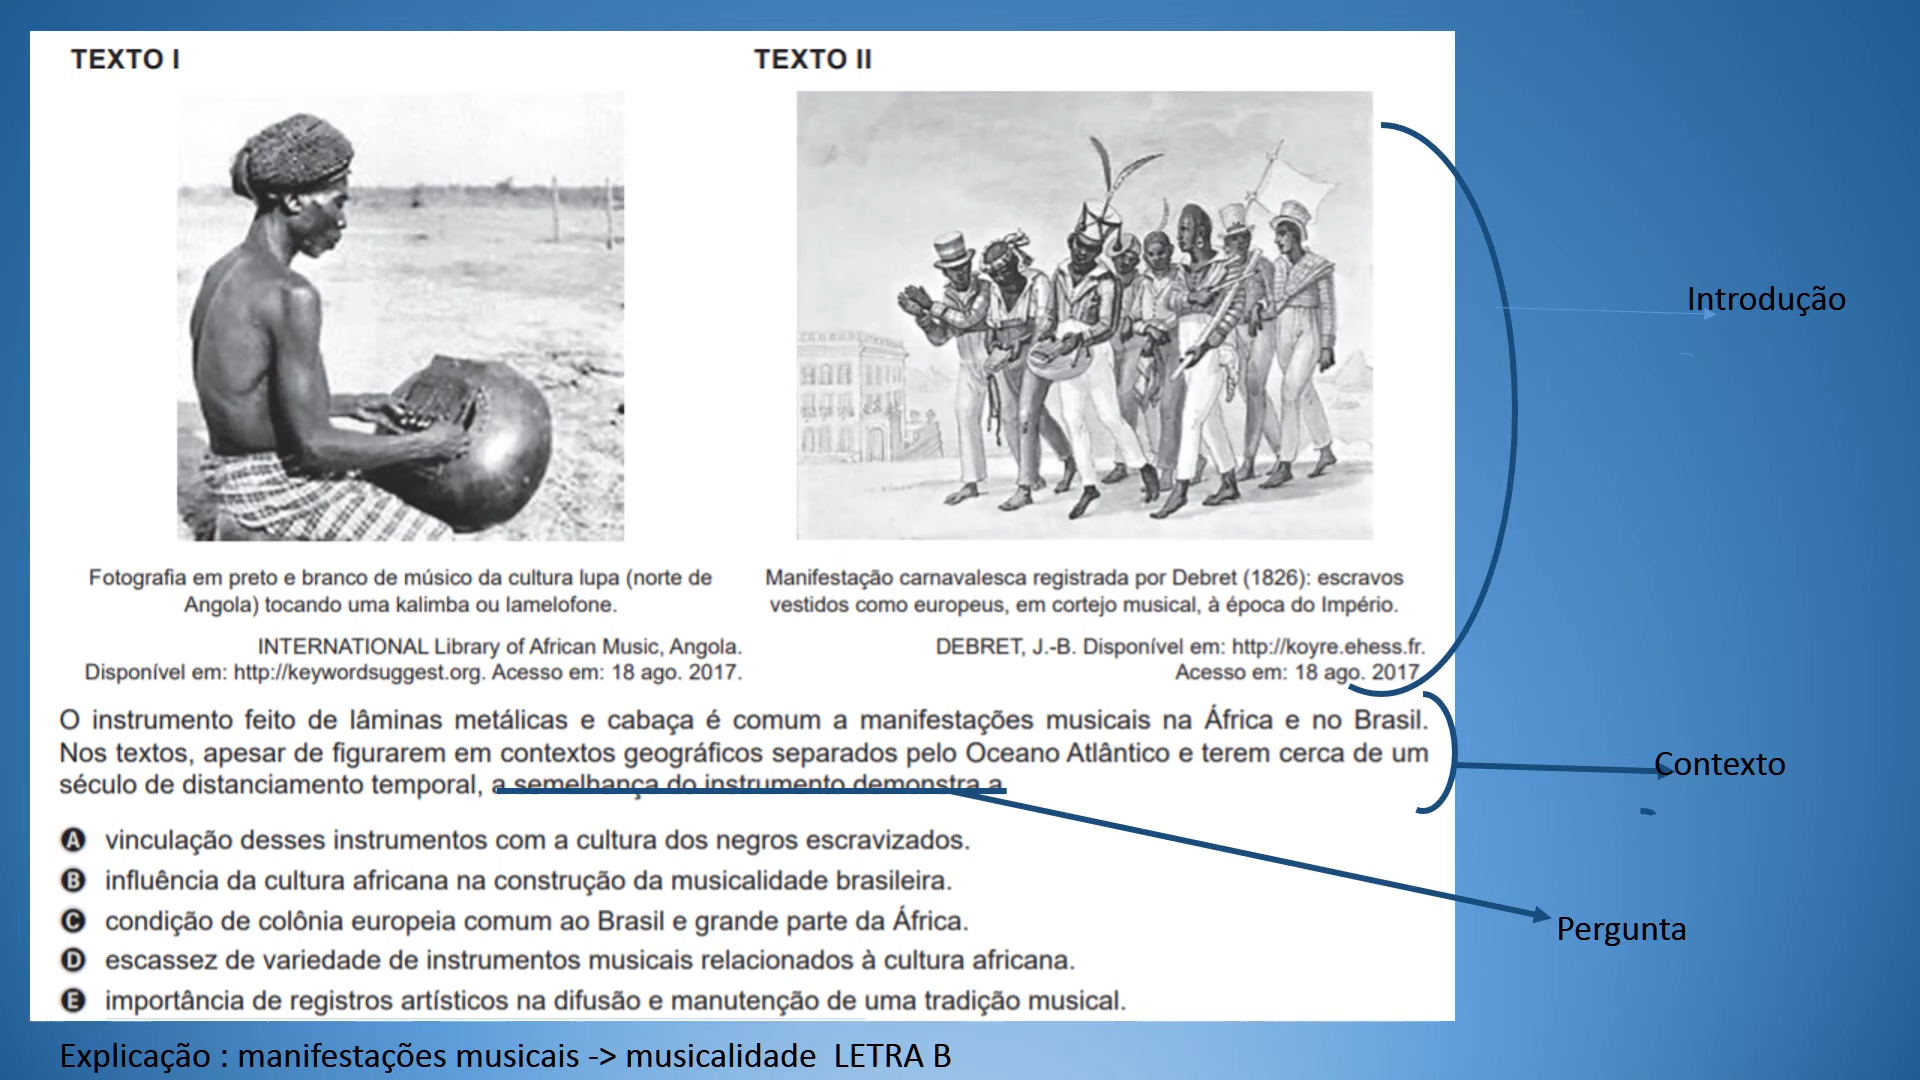 TEXTO I
TEXTO II
Fotografia em preto e branco de músico da cultura lupa (norte de
Angola) tocando uma kalimba ou lamelofone.
INTERNATIONAL Library of African Music, Angola.
Disponível em: http://keywordsuggest.org. Acesso em: 18 ago. 2017.
Manifestação carnavalesca registrada por Debret (1826): escravos
vestidos como europeus, em cortejo musical, à época do Império.
DEBRET, J.-B. Disponível em: http://koyre.ehess.fr.
Acesso em: 18 ago. 2017.
Introdução
O instrumento feito de lâminas metálicas e cabaça é comum a manifestações musicais na África e no Brasil.
Nos textos, apesar de figurarem em contextos geográficos separados pelo Oceano Atlântico e terem cerca de um
século de distanciamento temporal, a semelhança do instrumento demonstra a
Contexto
A vinculação desses instrumentos com a cultura dos negros escravizados.
B influência da cultura africana na construção da musicalidade brasileira.
C condição de colônia europeia comum ao Brasil e grande parte da África.
D escassez de variedade de instrumentos musicais relacionados à cultura africana.
E importância de registros artísticos na difusão e manutenção de uma tradição musical.
Pergunta
Explicação : manifestações musicais -> musicalidade LETRA B